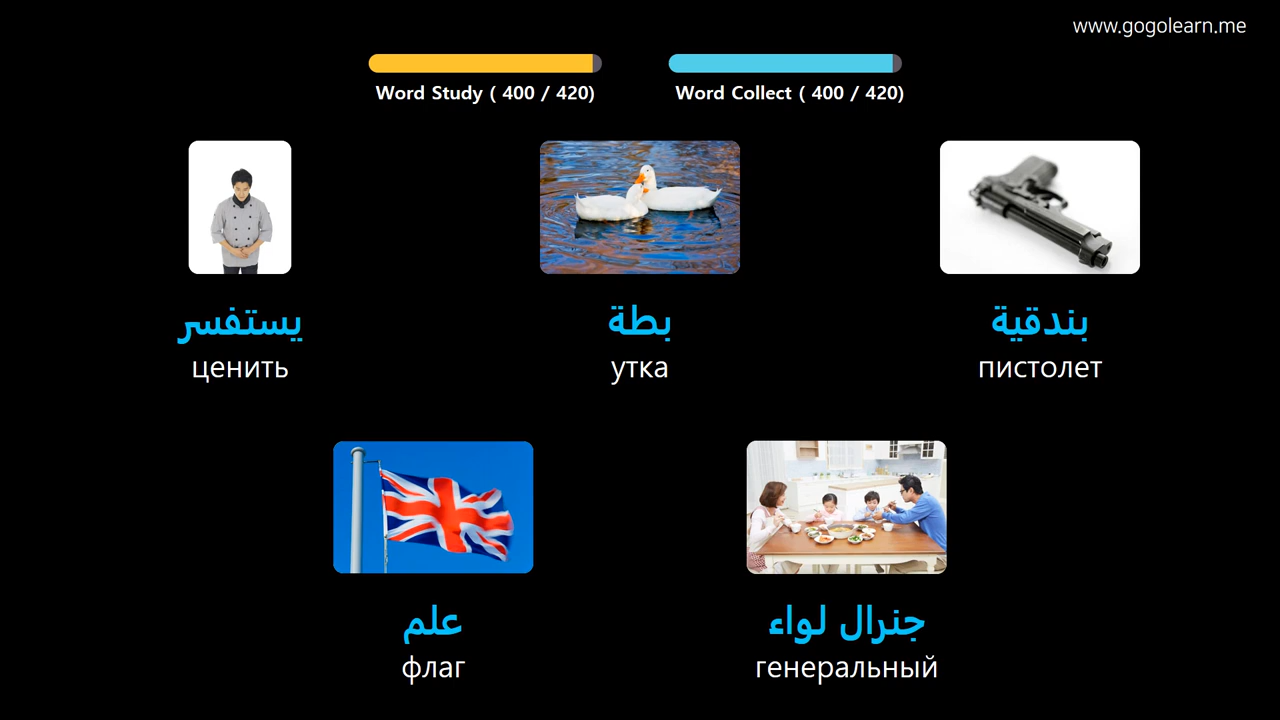 www.gogolearn.me
Word Study ( 400 / 420)
Word Collect ( 400 / 420)
يستفسر
ценить
بطة
утка
بندقية
пистолет
علم
флаг
جنرال لواء
генеральный